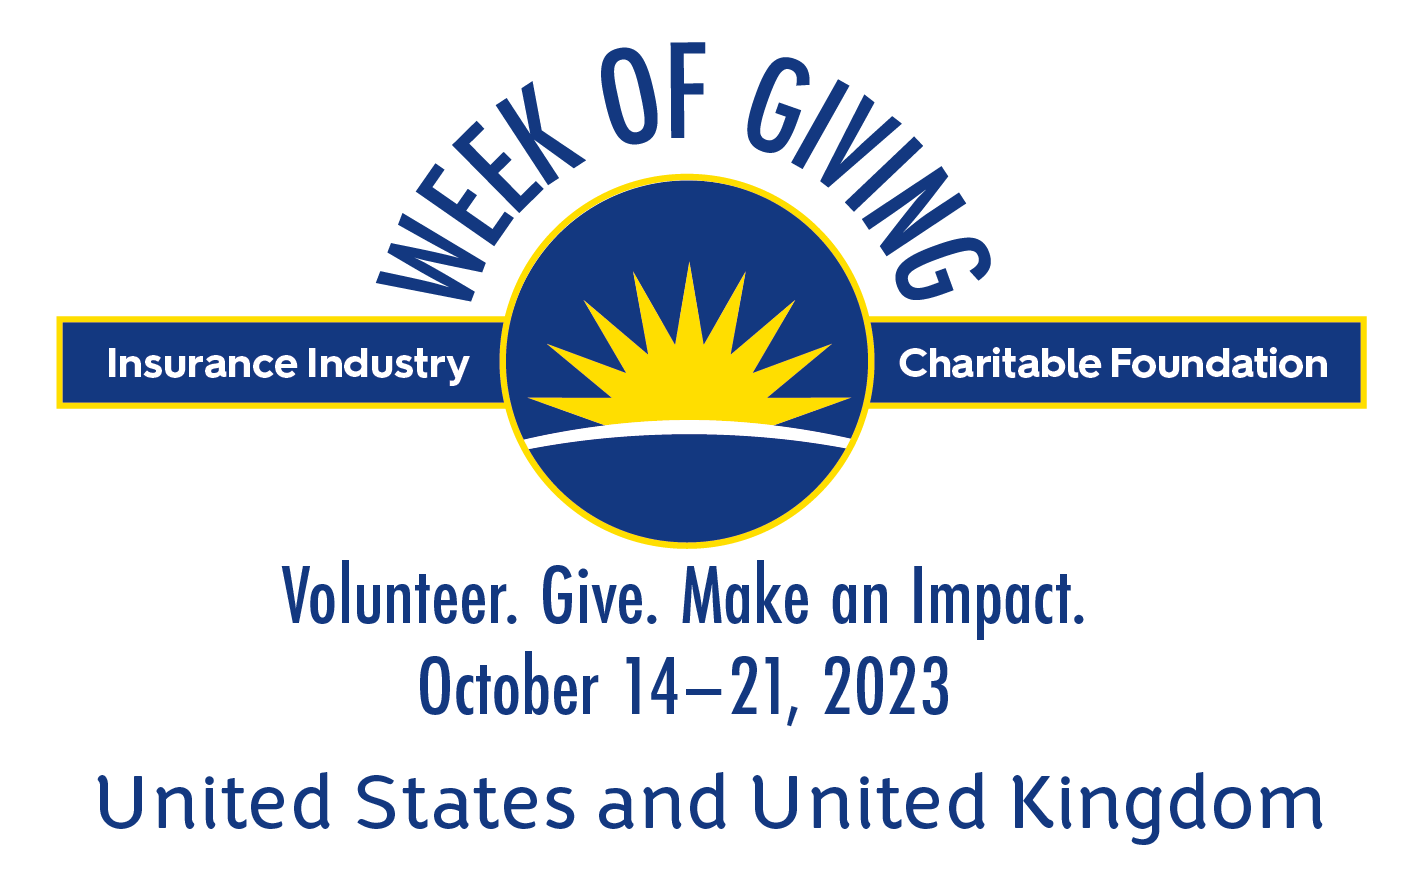 WEEK OF GIVING
Insurance Industry
Charitable Foundation
Volunteer. Give. Make an Impact.
October 14–21, 2023
United States and United Kingdom